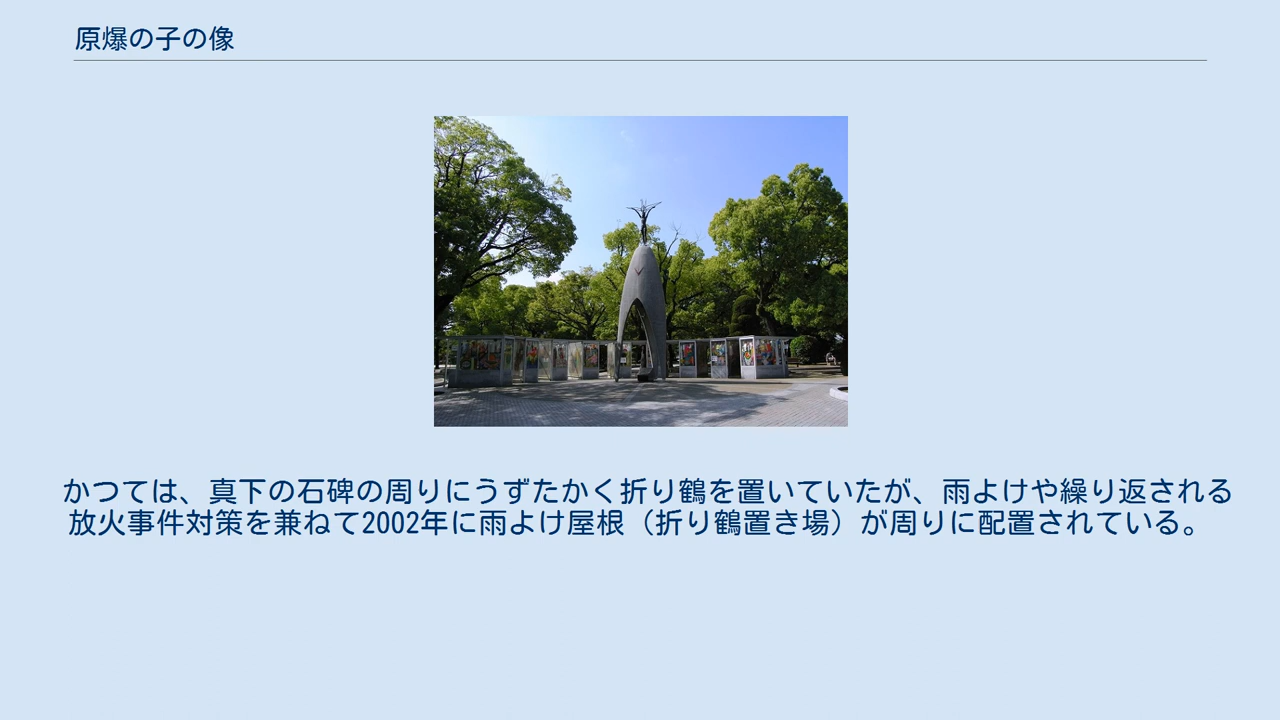 原爆の子の像
かつては、真下の石碑の周りにうずたかく折り鶴を置いていたが、雨よけや繰り返される
放火事件対策を兼ねて2002年に雨よけ屋根（折り鶴置き場）が周りに配置されている。